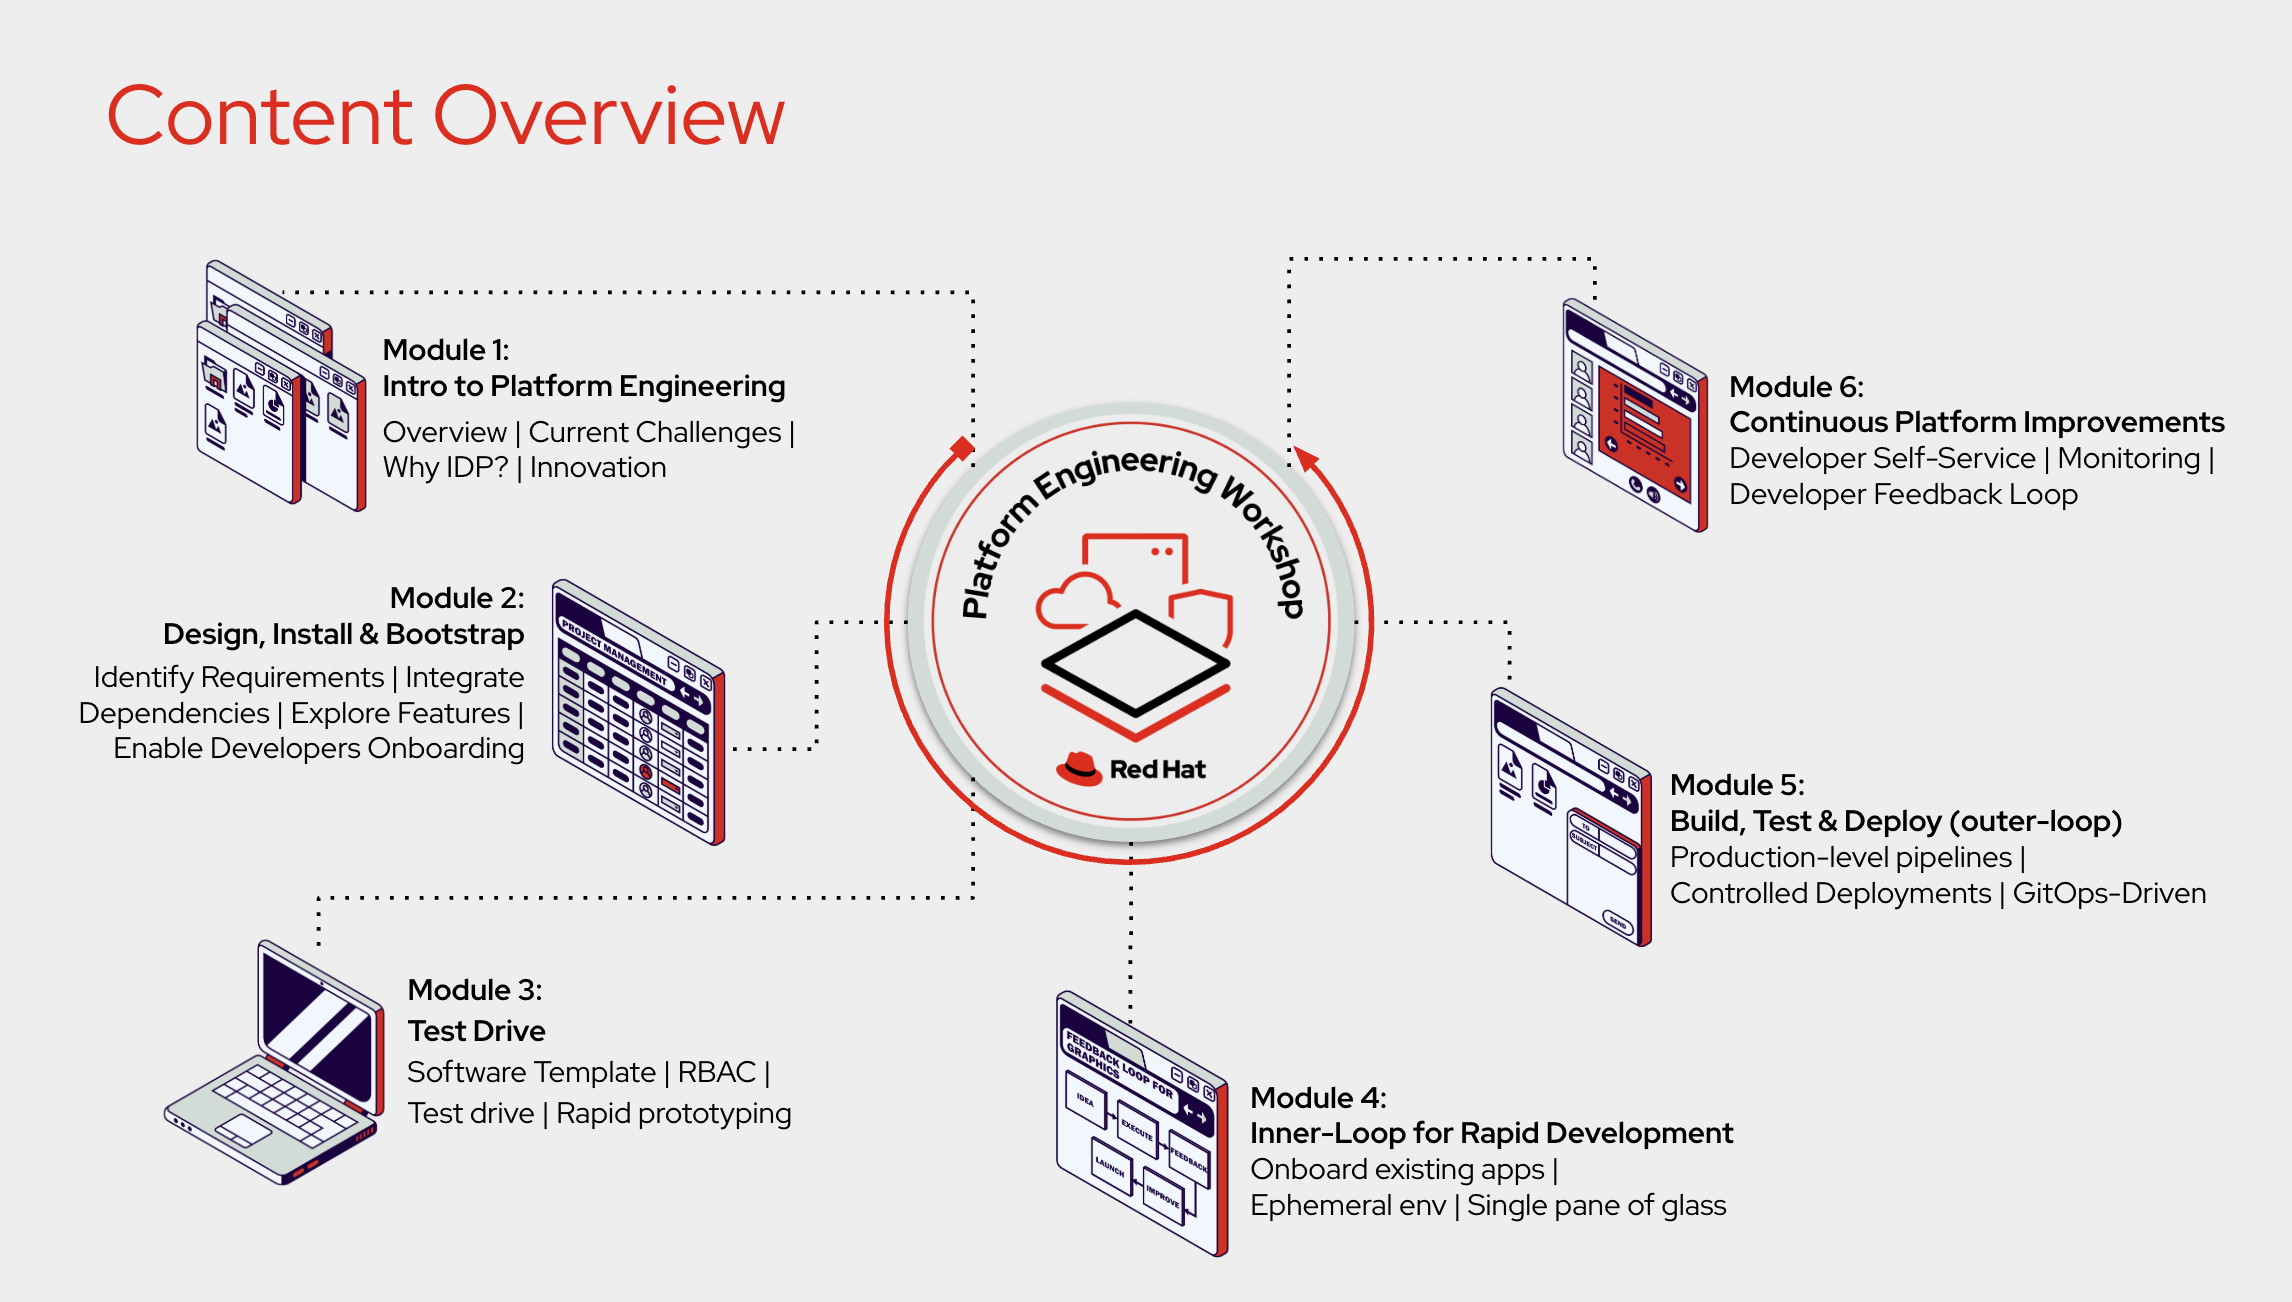 Content Overview
Module 1:
Intro to Platform Engineering
Overview | Current Challenges |
Why IDP? | Innovation
Module 2:
Design, Install & Bootstrap
Identify Requirements | Integrate
Dependencies | Explore Features |
Enable Developers Onboarding
PROJECT MANAGEMENT
Module 3:
Test Drive
Software Template | RBAC |
Test drive | Rapid prototyping
Platform Engineering Workshop
Red Hat
FEEDBACK LOOP FOR
GRAPHICS
IDEA
EXECUTE
FEEDBACK
LAUNCH
IMPROVE
Module 4:
Inner-Loop for Rapid Development
Onboard existing apps |
Ephemeral env | Single pane of glass
TO
SUBJECT
SEND
Module 5:
Build, Test & Deploy (outer-loop)
Production-level pipelines |
Controlled Deployments | GitOps-Driven
Module 6:
Continuous Platform Improvements
Developer Self-Service | Monitoring |
Developer Feedback Loop